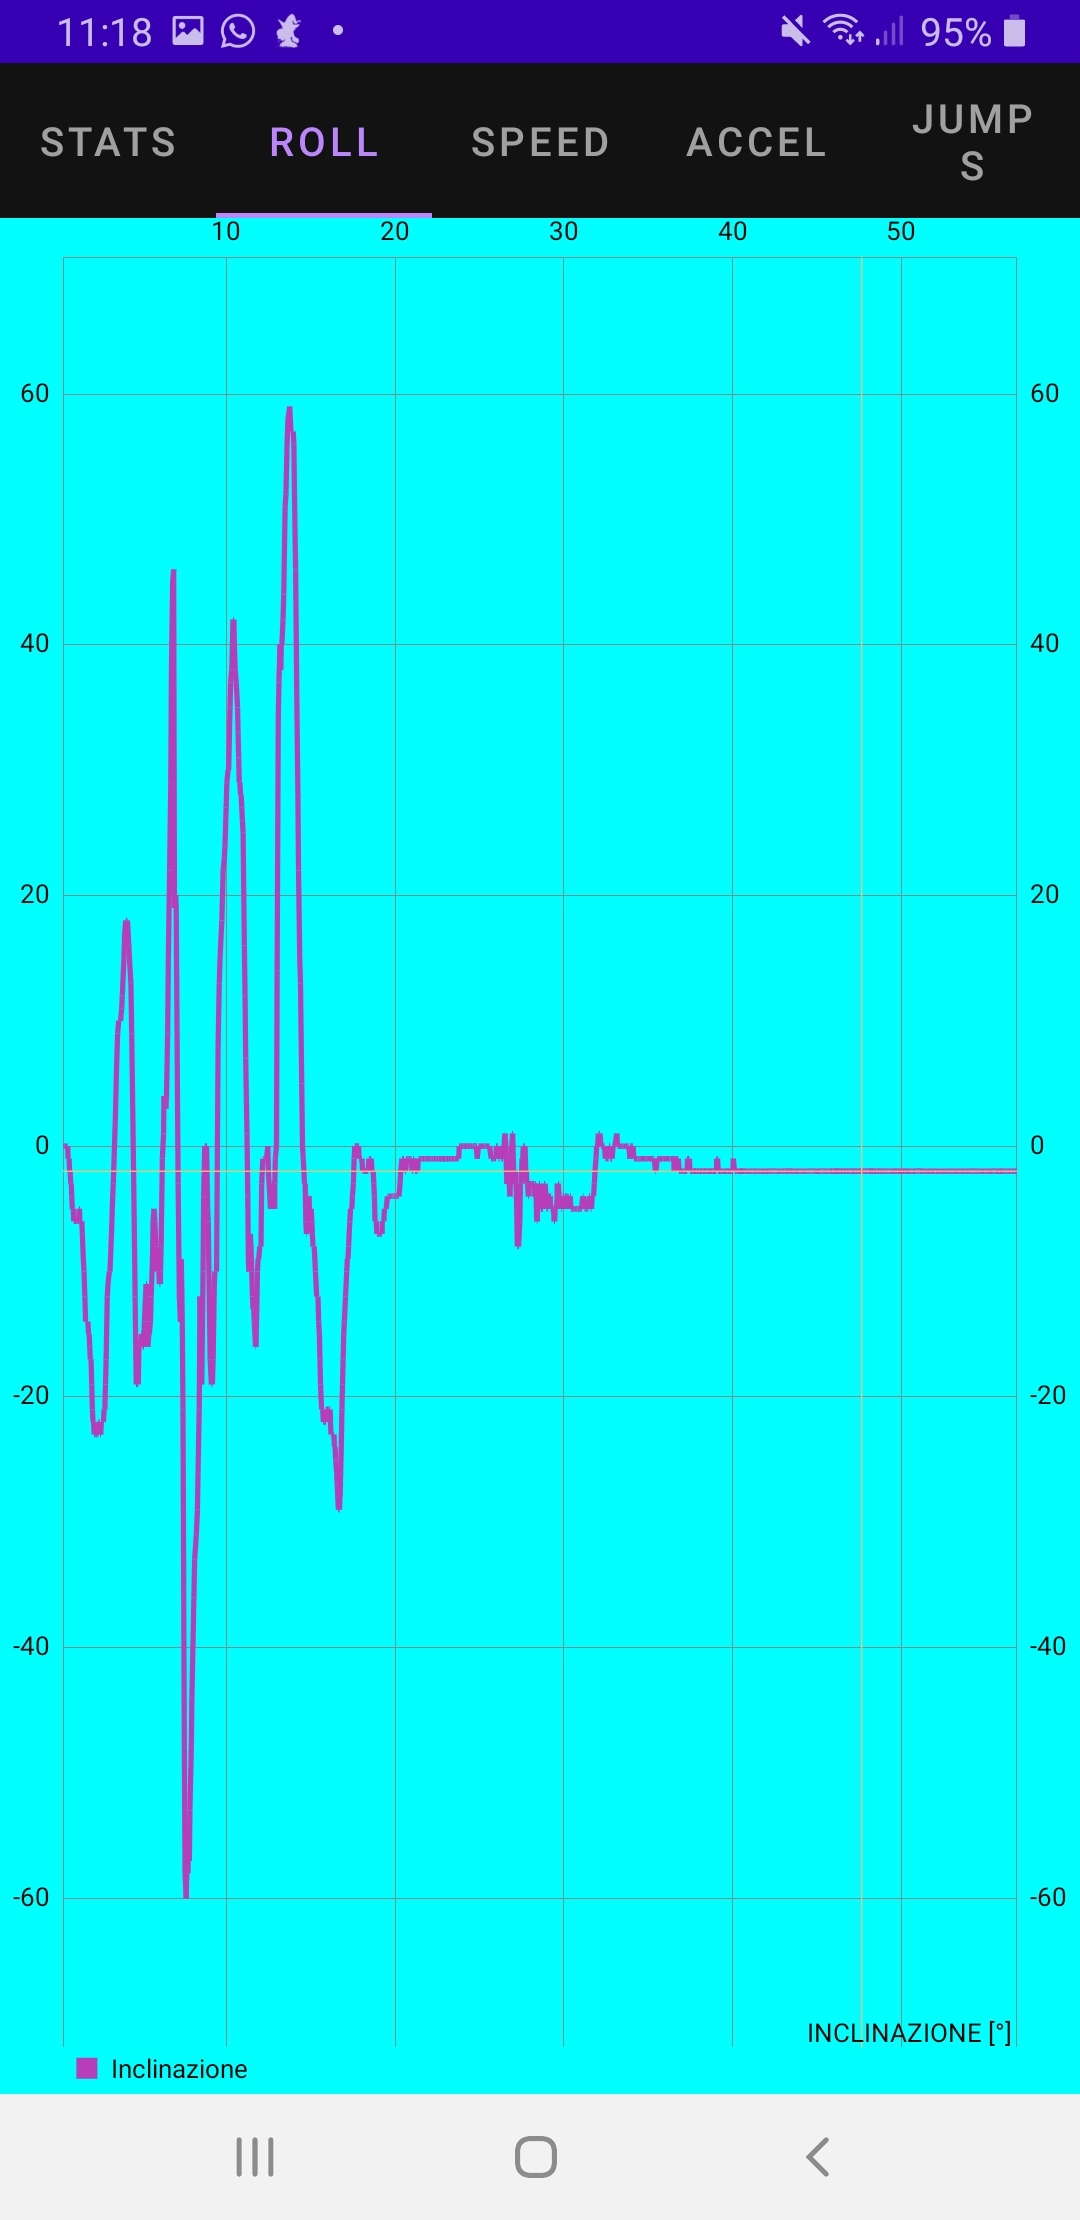 11:18 95%
STATS ROLL SPEED ACCEL JUMP
S
10 20 30 40 50
60 60
40 40
20 20
0 0
-20 -20
-40 -40
-60 -60
INCLINAZIONE [°]
Inclinazione